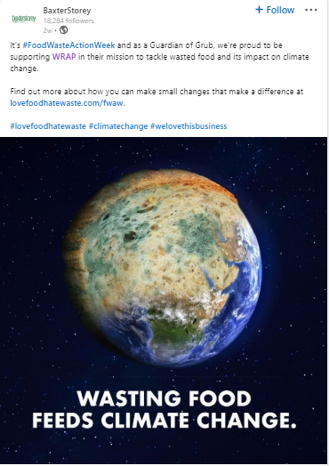 BaxterStorey
18,284 followers
2w •
+ Follow
It's #FoodWasteActionWeek and as a Guardian of Grub, we're proud to be
supporting WRAP in their mission to tackle wasted food and its impact on climate
change.
Find out more about how you can make small changes that make a difference at
lovefoodhatewaste.com/fwaw.
#lovefoodhatewaste #climatechange #welovethisbusiness
WASTING FOOD
FEEDS CLIMATE CHANGE.